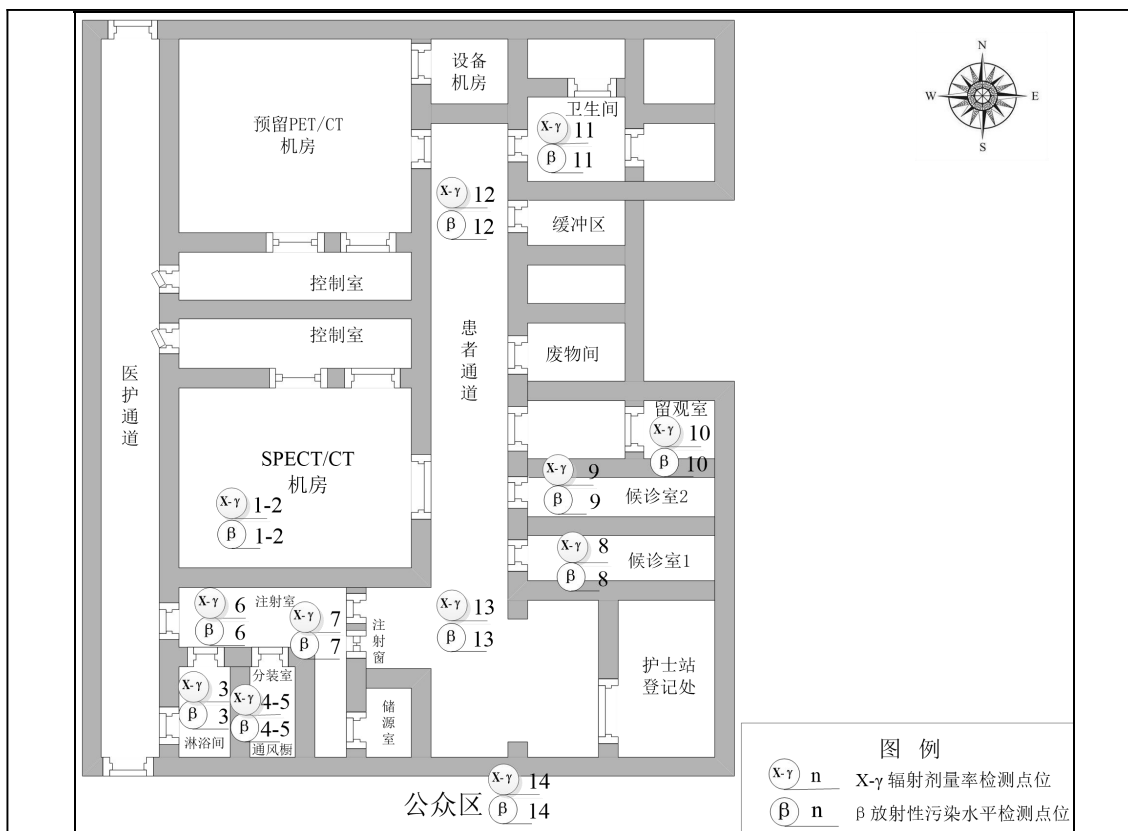 设备
机房
预留PET/CT
机房
卫生间
X-γ 11
β 11
N
W
E
S
X-γ 12
β 12
缓冲区
控制室
控制室
患者通道
废物间
医护通道
留观室
X-γ 10
β 10
SPECT/CT
机房
X-γ 1-2
β 1-2
X-γ 9
β 9
候诊室2
X-γ 8
β 8
候诊室1
注射室
X-γ 6
β 6
X-γ 7
β 7
注射窗
X-γ 13
β 13
护士站
登记处
分装室
X-γ 3
β 3
淋浴间
X-γ 4-5
β 4-5
通风橱
储源室
公众区
X-γ 14
β 14
图 例
X-γ n X-γ 辐射剂量率检测点位
β n β 放射性污染水平检测点位